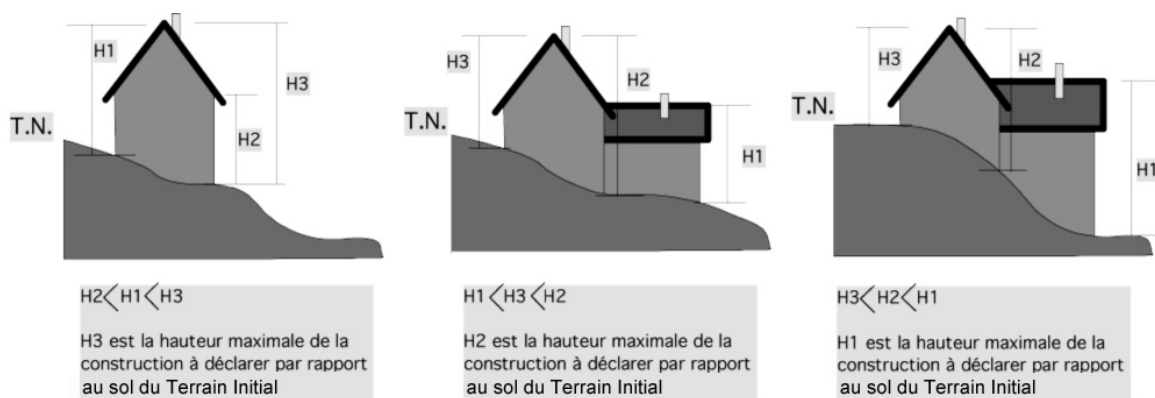 H1
H3
T.N.
H2
H2<H1<H3
H3 est la hauteur maximale de la
construction à déclarer par rapport
au sol du Terrain Initial
H3
H2
T.N.
H1
H1<H3<H2
H2 est la hauteur maximale de la
construction à déclarer par rapport
au sol du Terrain Initial
H3
H2
T.N.
H1
H3<H2<H1
H1 est la hauteur maximale de la
construction à déclarer par rapport
au sol du Terrain Initial